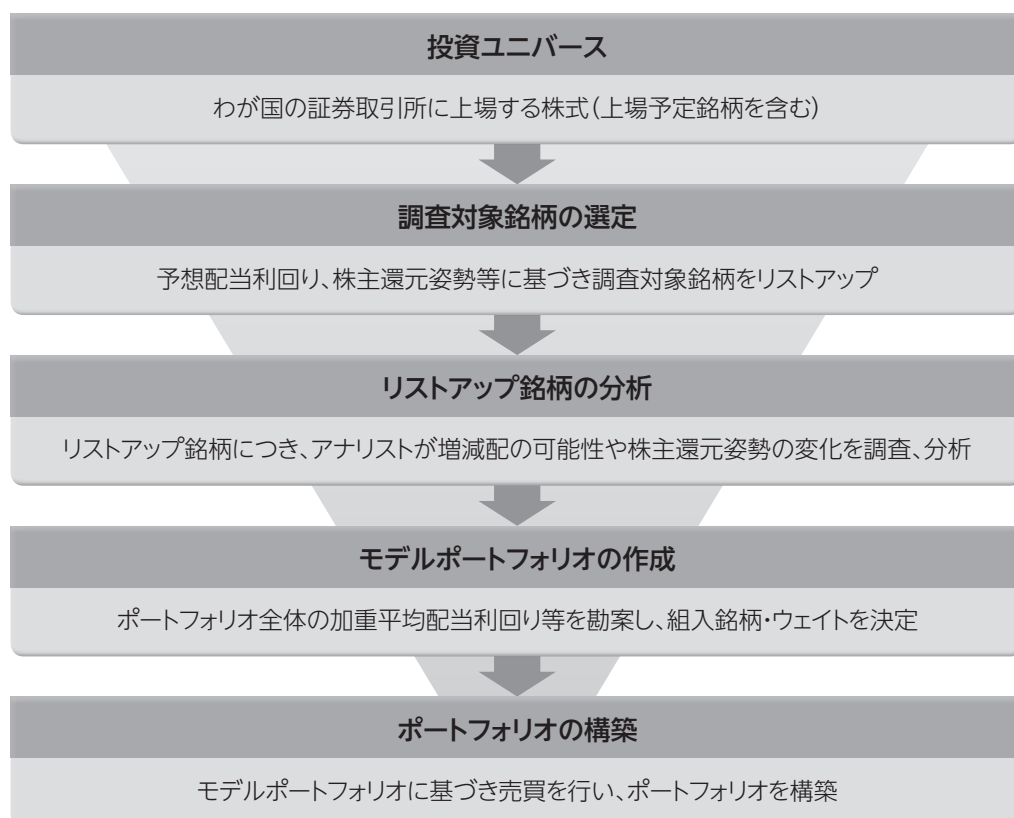 投資ユニバース
わが国の証券取引所に上場する株式(上場予定銘柄を含む)
調査対象銘柄の選定
予想配当利回り、株主還元姿勢等に基づき調査対象銘柄をリストアップ
リストアップ銘柄の分析
リストアップ銘柄につき、アナリストが増減配の可能性や株主還元姿勢の変化を調査、分析
モデルポートフォリオの作成
ポートフォリオ全体の加重平均配当利回り等を勘案し、組入銘柄・ウェイトを決定
ポートフォリオの構築
モデルポートフォリオに基づき売買を行い、ポートフォリオを構築